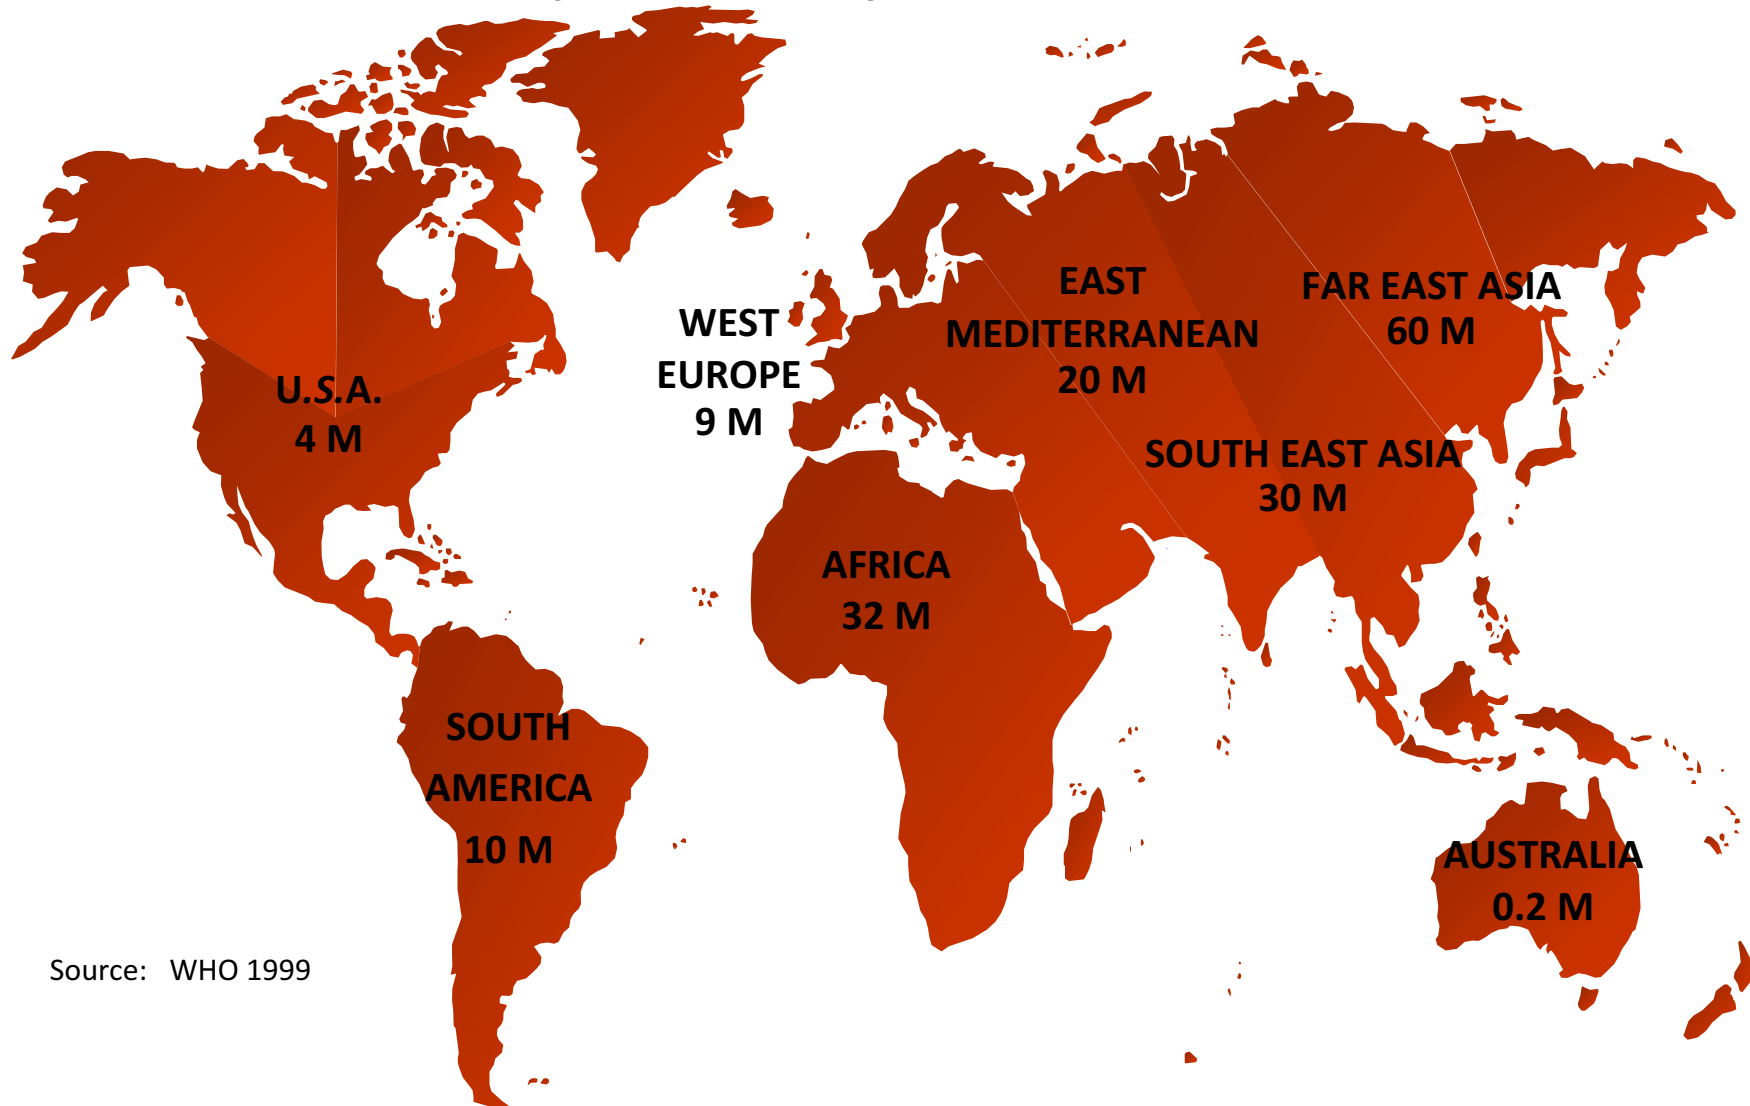 EAST
MEDITERRANEAN
20 M
FAR EAST ASIA
60 M
WEST
EUROPE
9 M
U.S.A.
4 M
SOUTH EAST ASIA
30 M
AFRICA
32 M
SOUTH
AMERICA
10 M
AUSTRALIA
0.2 M
Source: WHO 1999